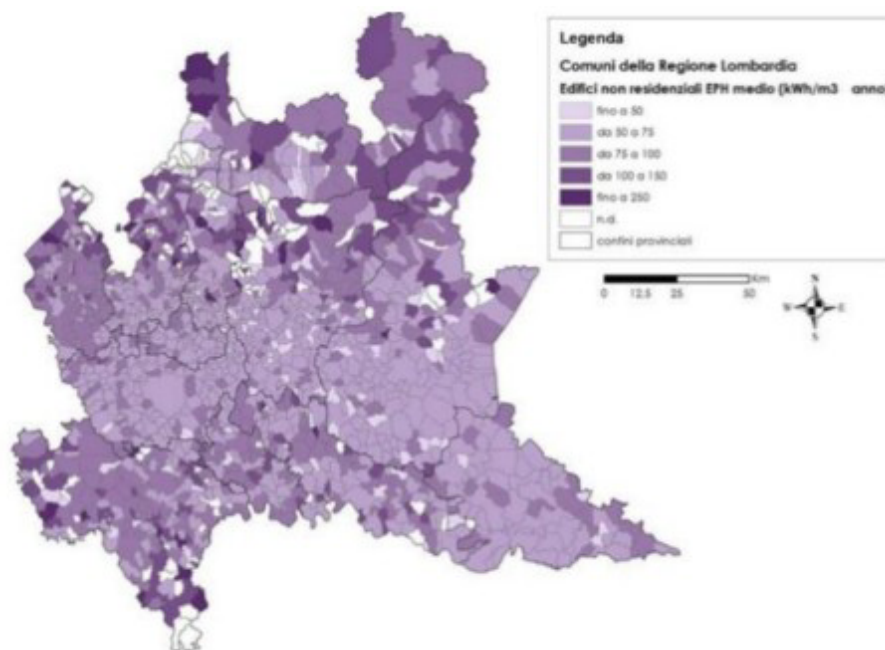 Legenda
Comuni della Regione Lombardia
Edifici non residenziali EPH medio (kWh/m3 anno)
fino a 50
da 50 a 75
da 75 a 100
da 100 a 150
fino a 250
n.d.
confini provinciali
Km
0 12,5 25 50
N
W E
S